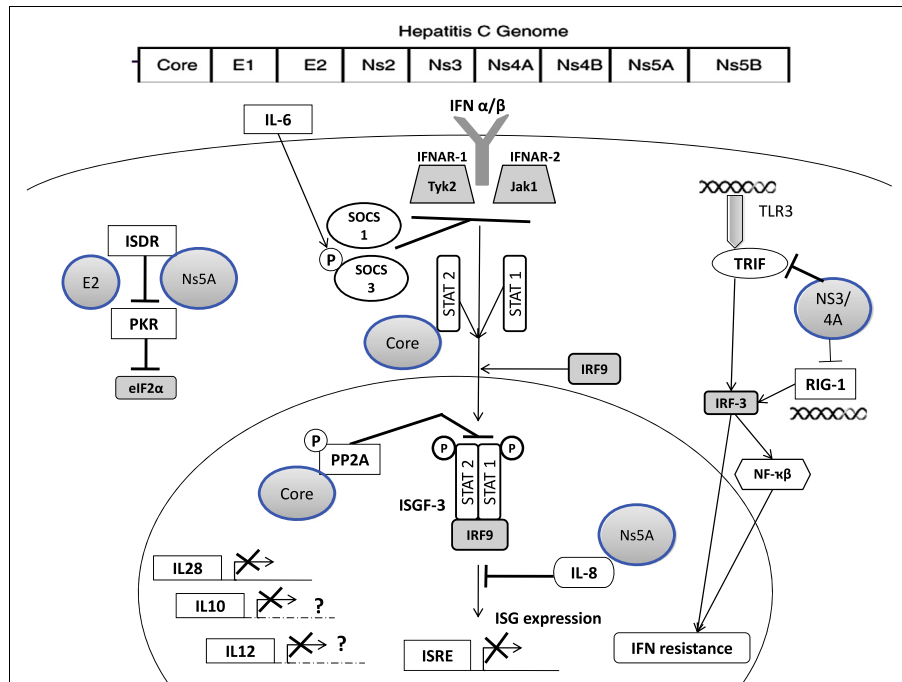 Hepatitis C Genome
Core E1 E2 Ns2 Ns3 Ns4A Ns4B Ns5A Ns5B
IFN α/β
IL-6
IFNAR-1 IFNAR-2
Tyk2 Jak1
TLR3
SOCS
1
P
SOCS
3
ISDR
E2 Ns5A
PKR
eIF2α
STAT 2 STAT 1
Core
IRF9
TRIF
NS3/
4A
RIG-1
IRF-3
NF-κβ
P
PP2A
Core
P P
STAT 2 STAT 1
ISGF-3
IRF9
Ns5A
IL-8
ISG expression
IL28
IL10 ?
IL12 ?
ISRE
IFN resistance